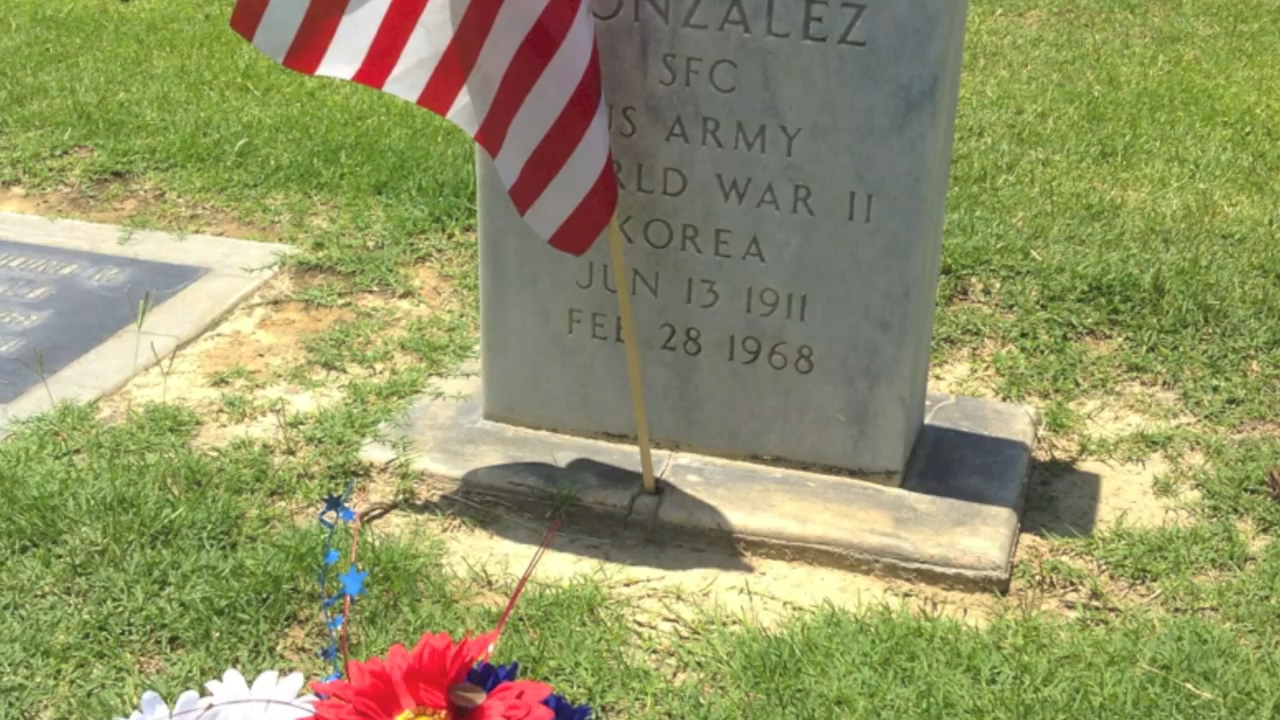 ONZALEZ
SFC
US ARMY
RLD WAR II
KOREA
JUN 13 1911
FEB 28 1968